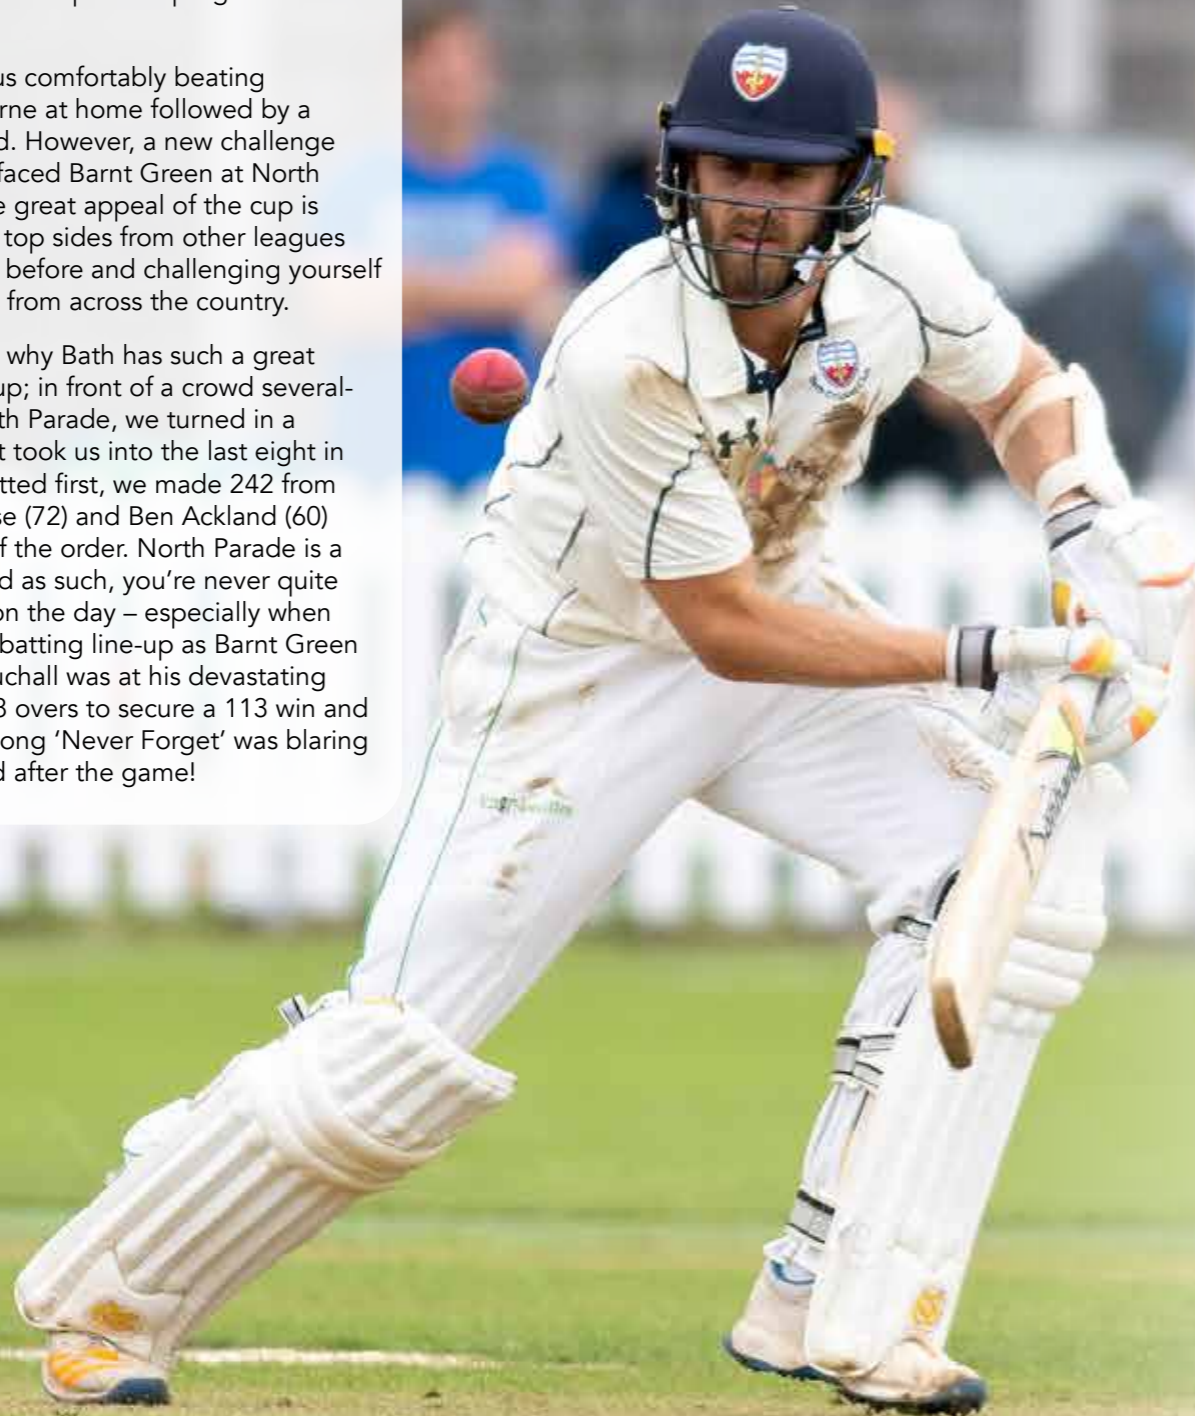 us comfortably beating
rne at home followed by a
d. However, a new challenge
faced Barnt Green at North
e great appeal of the cup is
top sides from other leagues
before and challenging yourself
from across the country.
why Bath has such a great
up; in front of a crowd several-
th Parade, we turned in a
t took us into the last eight in
tted first, we made 242 from
se (72) and Ben Ackland (60)
f the order. North Parade is a
d as such, you’re never quite
on the day – especially when
batting line-up as Barnt Green
uchall was at his devastating
3 overs to secure a 113 win and
ong ‘Never Forget’ was blaring
d after the game!